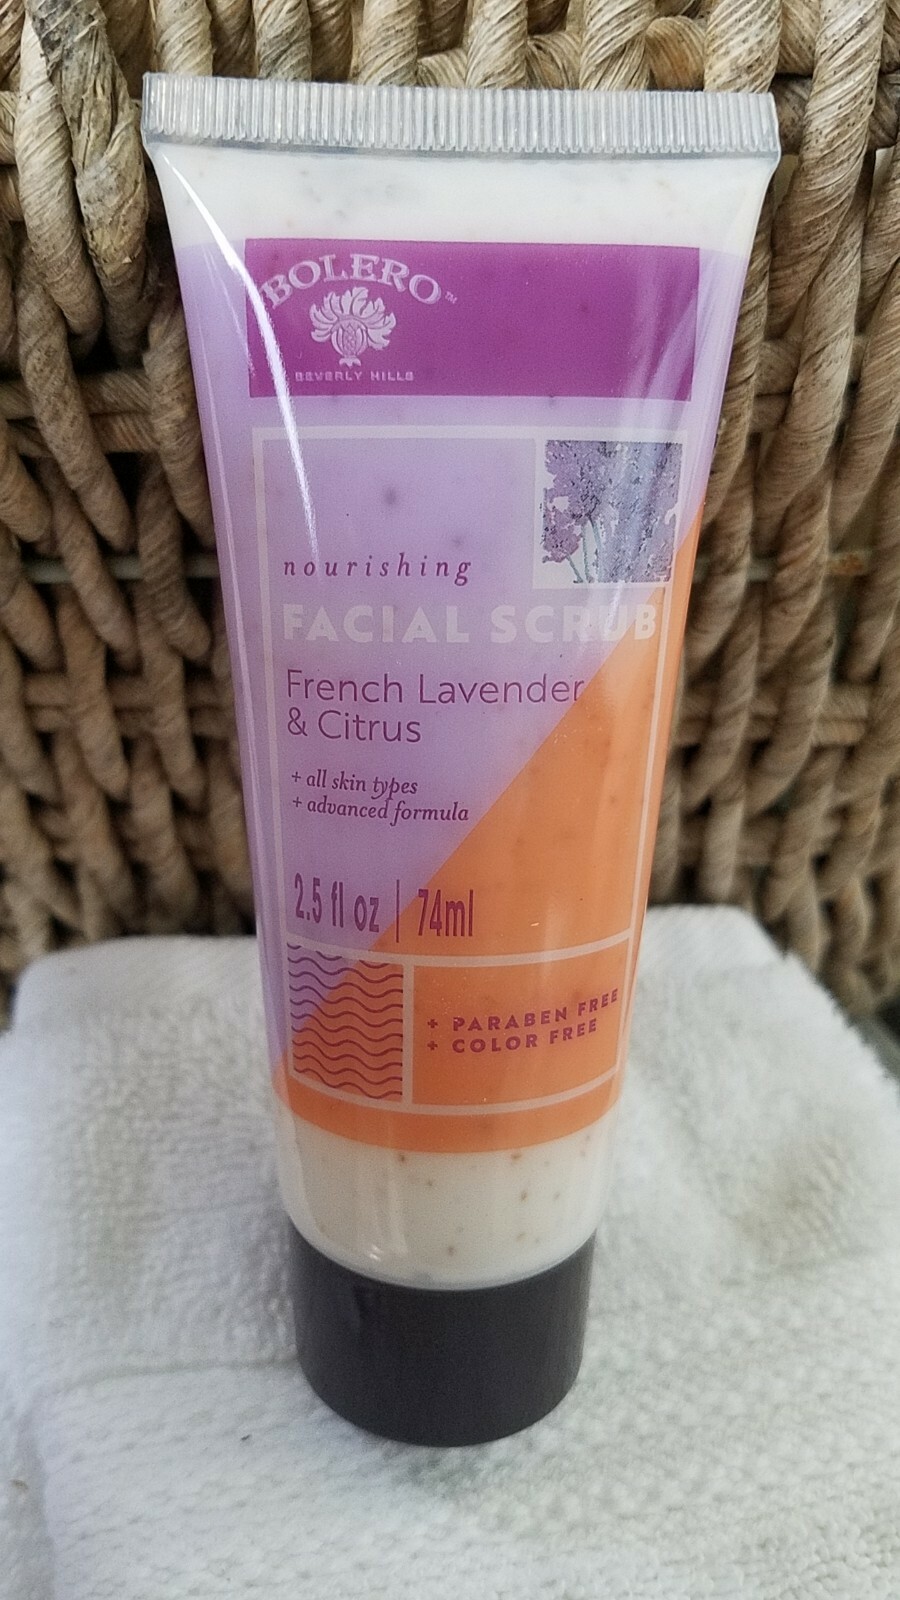 BOLERO™
BEVERLY HILLS
nourishing
FACIAL SCRUB
French Lavender
& Citrus
+ all skin types
+ advanced formula
2.5 fl oz | 74ml
+ PARABEN FREE
+ COLOR FREE